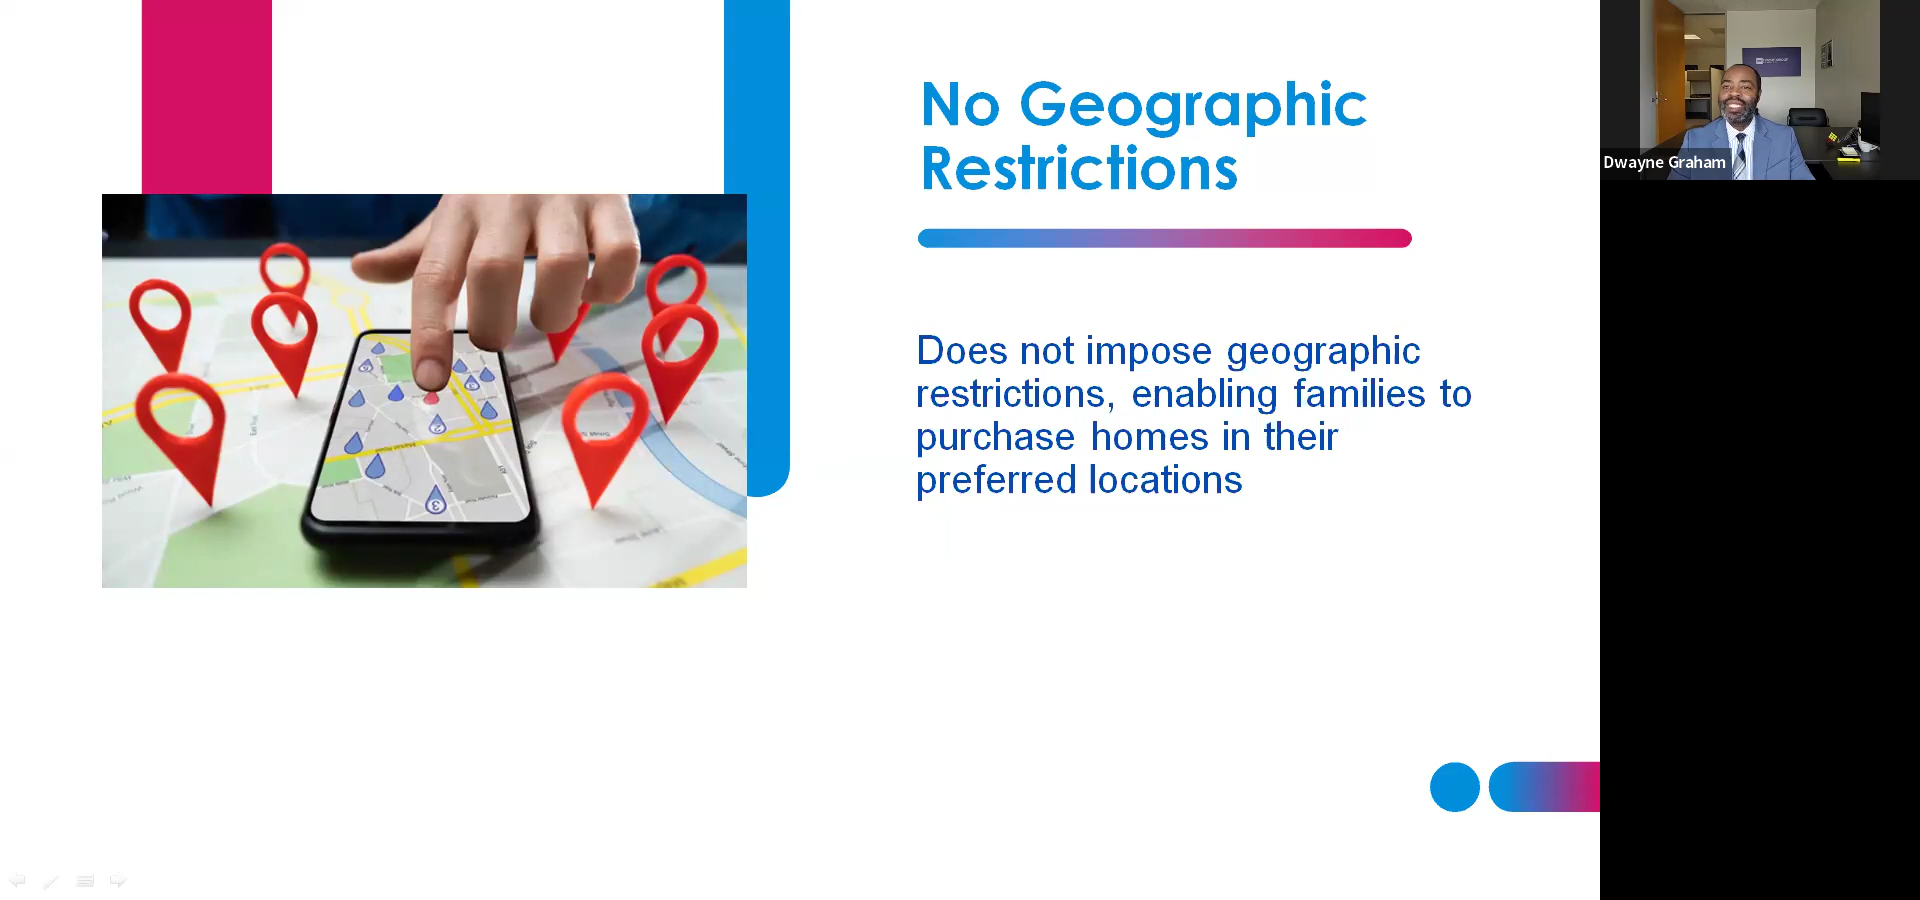 No Geographic
Restrictions
Does not impose geographic
restrictions, enabling families to
purchase homes in their
preferred locations
Dwayne Graham